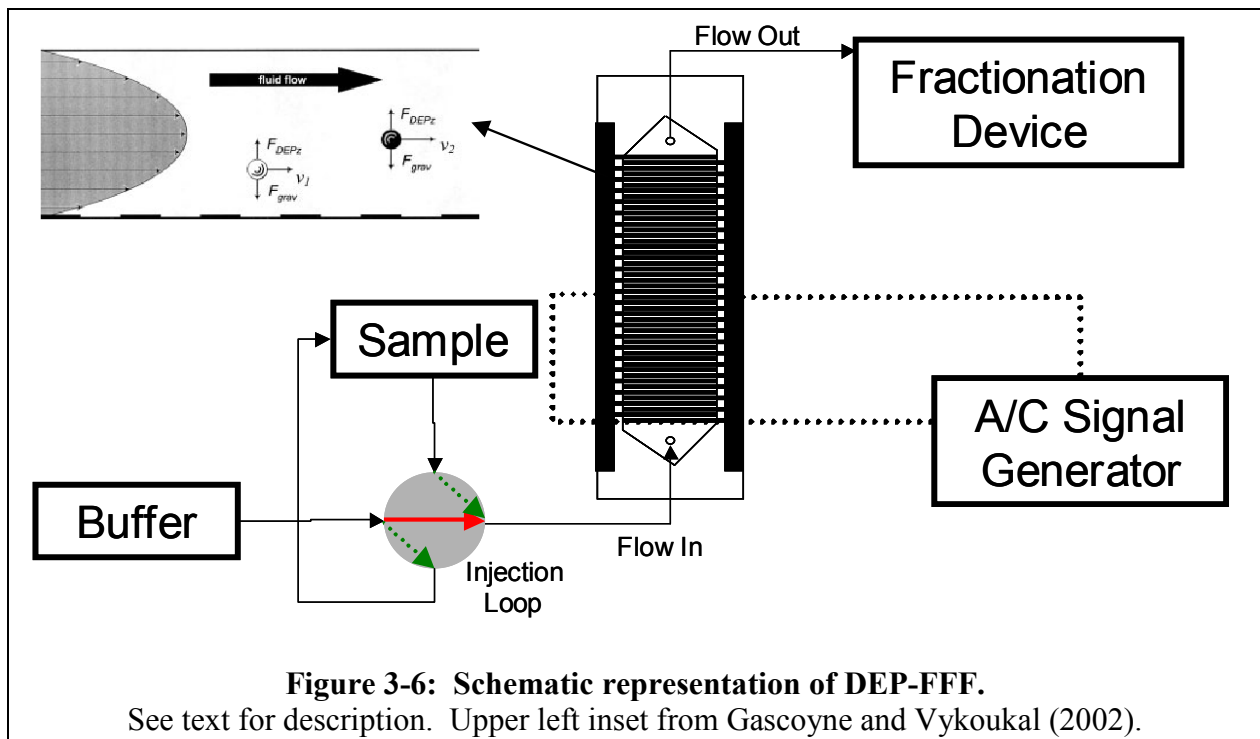 Flow Out
Fractionation
Device
fluid flow
F_DEPz
v_2
F_grav
F_DEPz
v_1
F_grav
Sample
A/C Signal
Generator
Buffer
Flow In
Injection
Loop
Figure 3-6: Schematic representation of DEP-FFF.
See text for description. Upper left inset from Gascoyne and Vykoukal (2002).